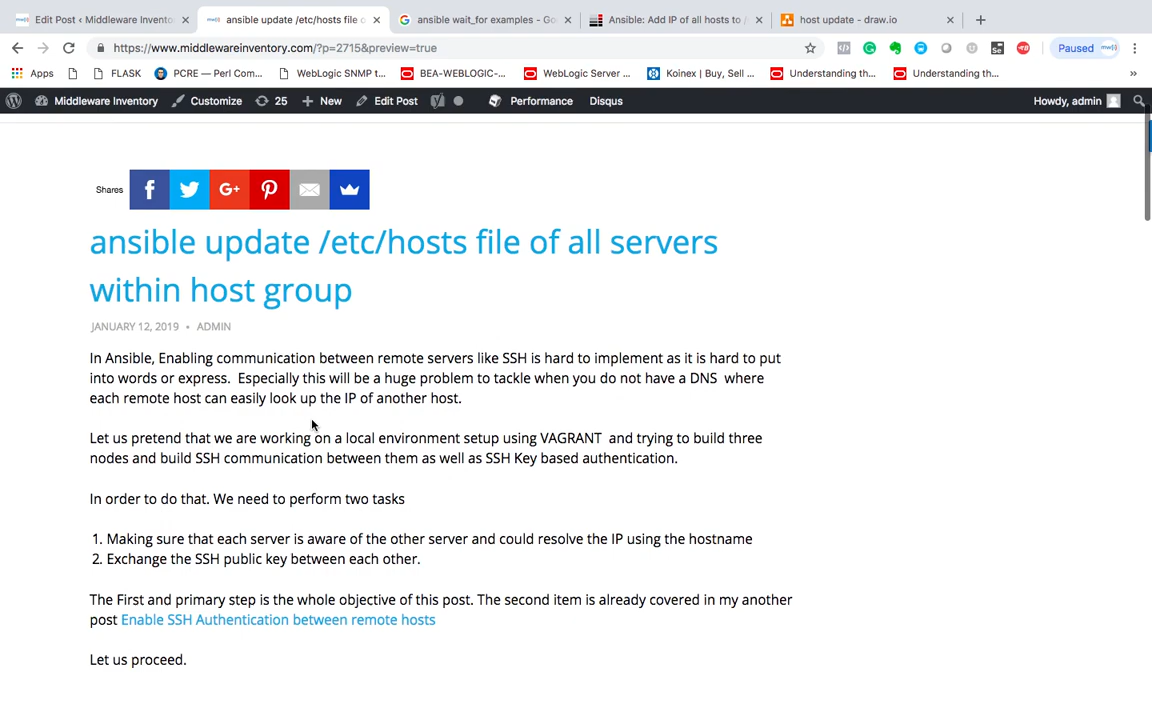 Edit Post ‹ Middleware Invento
ansible update /etc/hosts file o
ansible wait_for examples - Go
Ansible: Add IP of all hosts to /
host update - draw.io
https://www.middlewareinventory.com/?p=2715&preview=true
Paused
Apps
FLASK
PCRE — Perl Com...
WebLogic SNMP t...
BEA-WEBLOGIC-...
WebLogic Server ...
Koinex | Buy, Sell ...
Understanding th...
Understanding th...
Middleware Inventory
Customize
25
New
Edit Post
Performance
Disqus
Howdy, admin
Shares
ansible update /etc/hosts file of all servers
within host group
JANUARY 12, 2019 • ADMIN
In Ansible, Enabling communication between remote servers like SSH is hard to implement as it is hard to put
into words or express.  Especially this will be a huge problem to tackle when you do not have a DNS  where
each remote host can easily look up the IP of another host.
Let us pretend that we are working on a local environment setup using VAGRANT  and trying to build three
nodes and build SSH communication between them as well as SSH Key based authentication.
In order to do that. We need to perform two tasks
1. Making sure that each server is aware of the other server and could resolve the IP using the hostname
2. Exchange the SSH public key between each other.
The First and primary step is the whole objective of this post. The second item is already covered in my another
post Enable SSH Authentication between remote hosts
Let us proceed.